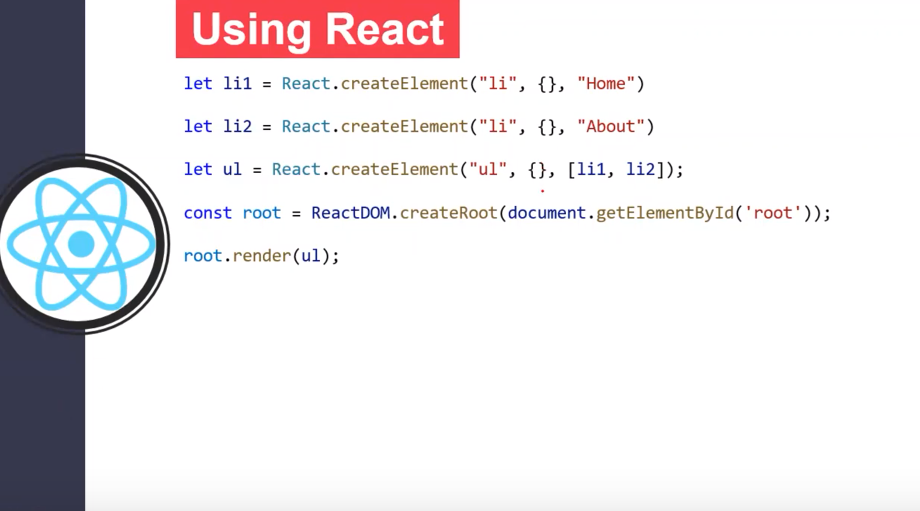 Using React
let li1 = React.createElement("li", {}, "Home")
let li2 = React.createElement("li", {}, "About")
let ul = React.createElement("ul", {}, [li1, li2]);
const root = ReactDOM.createRoot(document.getElementById('root'));
root.render(ul);